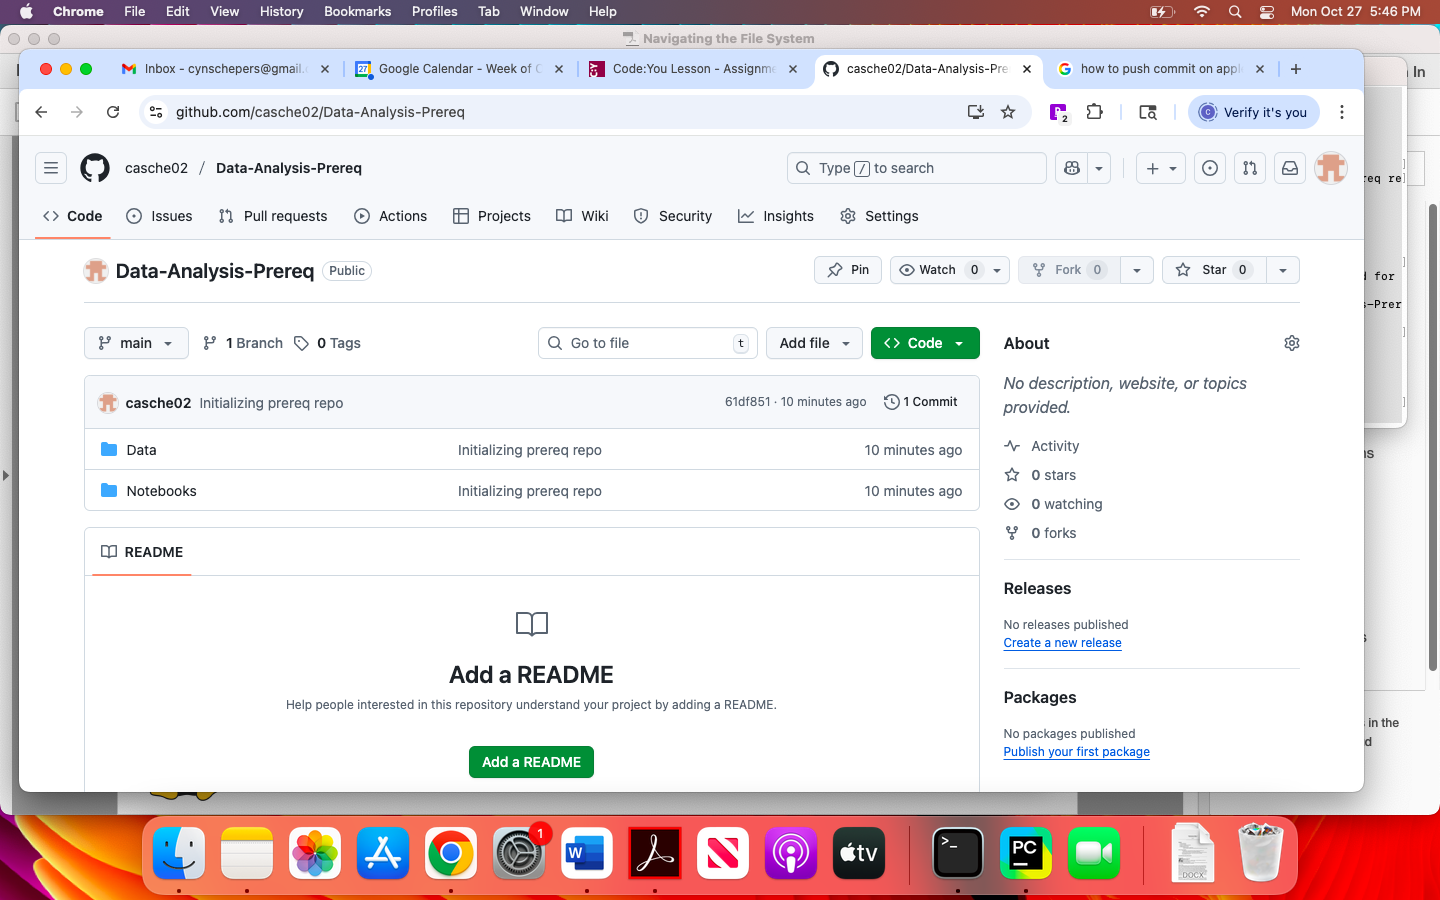 Chrome File Edit View History Bookmarks Profiles Tab Window Help Mon Oct 27 5:46 PM
Navigating the File System
Inbox - cynschepers@gmail. Google Calendar - Week of Code:You Lesson - Assignme casche02/Data-Analysis-Pre how to push commit on appl In
github.com/casche02/Data-Analysis-Prereq 2 C Verify it's you
casche02 / Data-Analysis-Prereq Type / to search
req re
Code Issues Pull requests Actions Projects Wiki Security Insights Settings
Data-Analysis-Prereq Public Pin Watch 0 Fork 0 Star 0
for
s-Prer
main 1 Branch 0 Tags Go to file t Add file Code About
No description, website, or topics
provided.
casche02 Initializing prereq repo 61df851 · 10 minutes ago 1 Commit
Data Initializing prereq repo 10 minutes ago
Activity
0 stars
Notebooks Initializing prereq repo 10 minutes ago
0 watching
0 forks
README
Releases
No releases published
Create a new release
Add a README
Help people interested in this repository understand your project by adding a README.
Packages
No packages published
Publish your first package
in the
Add a README
1
W
PC
tv
DOCX